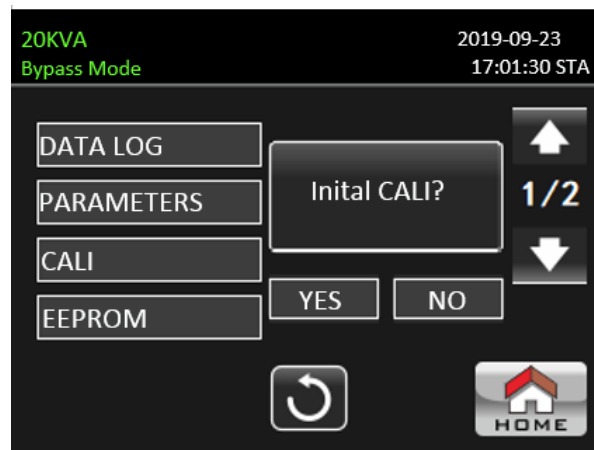 20KVA
2019-09-23
Bypass Mode
17:01:30 STA
DATA LOG
PARAMETERS
CALI
EEPROM
Inital CALI?
YES
NO
1/2
HOME